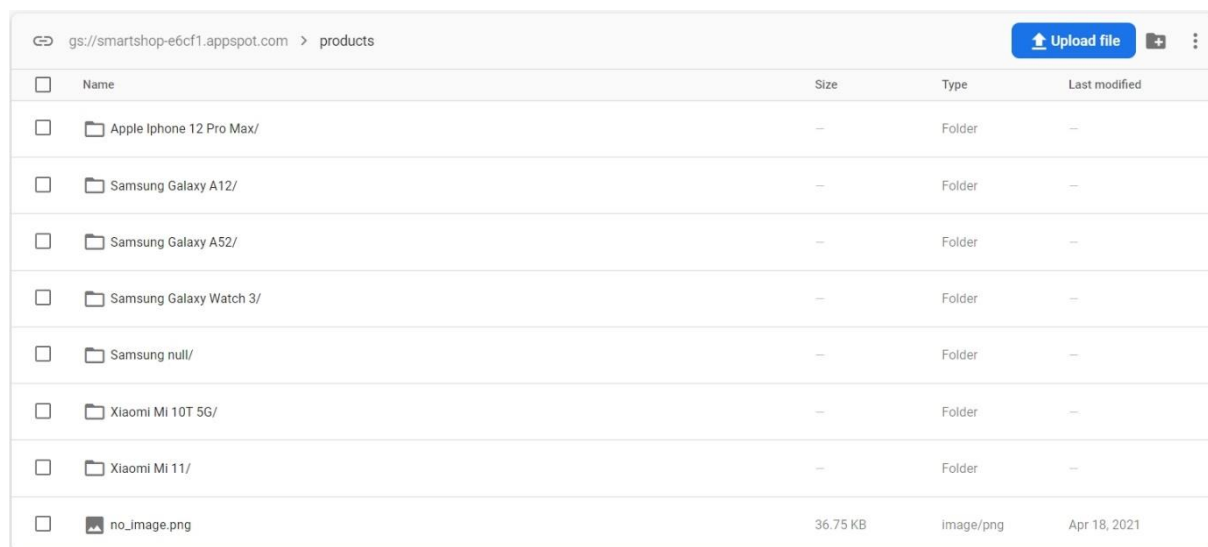 gs://smartshop-e6cf1.appspot.com > products Upload file
Name Size Type Last modified
Apple Iphone 12 Pro Max/ — Folder —
Samsung Galaxy A12/ — Folder —
Samsung Galaxy A52/ — Folder —
Samsung Galaxy Watch 3/ — Folder —
Samsung null/ — Folder —
Xiaomi Mi 10T 5G/ — Folder —
Xiaomi Mi 11/ — Folder —
no_image.png 36.75 KB image/png Apr 18, 2021